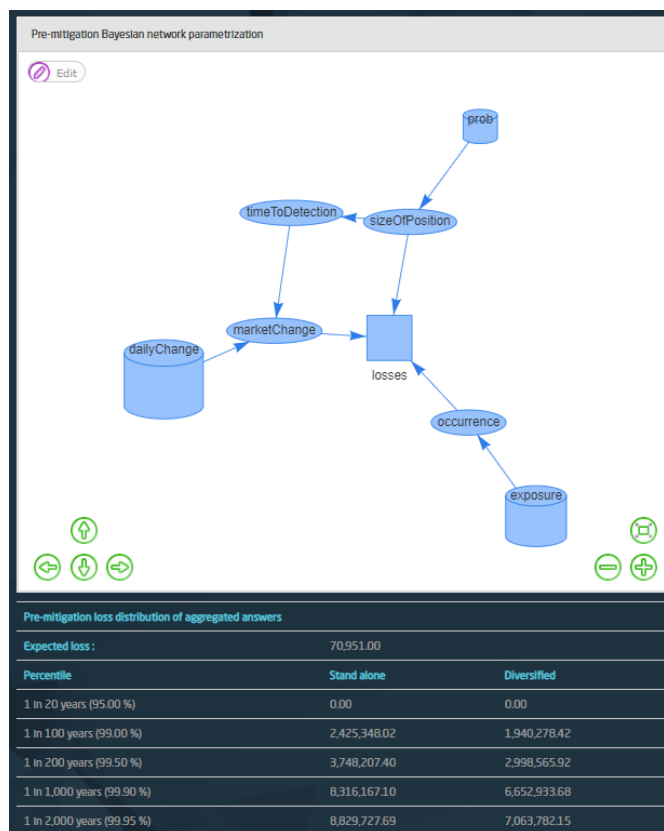 Pre-mitigation Bayesian network parametrization
Edit
prob
timeToDetection
sizeOfPosition
marketChange
dailyChange
losses
occurrence
exposure
Pre-mitigation loss distribution of aggregated answers
Expected loss : 70,951.00
Percentile Stand alone Diversified
1 in 20 years (95.00 %) 0.00 0.00
1 in 100 years (99.00 %) 2,425,348.02 1,940,278.42
1 in 200 years (99.50 %) 3,748,207.40 2,998,565.92
1 in 1,000 years (99.90 %) 8,316,167.10 6,652,933.68
1 in 2,000 years (99.95 %) 8,829,727.69 7,063,782.15